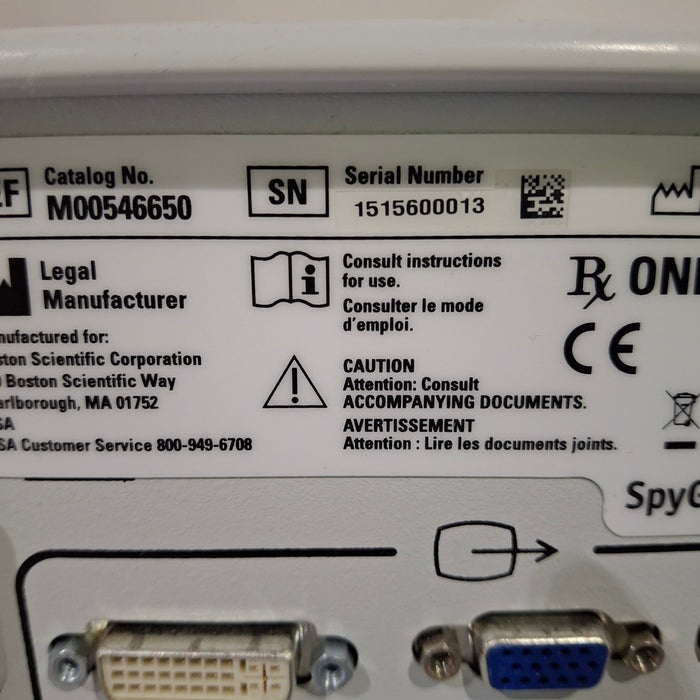 Catalog No.
M00546650
SN
Serial Number
1515600013
Legal
Manufacturer
Consult instructions
for use.
Consulter le mode
d'emploi.
Rx
CE
Boston Scientific Corporation
Boston Scientific Way
Marlborough, MA 01752
Customer Service 800-949-6708
CAUTION
Attention: Consult
ACCOMPANYING DOCUMENTS.
AVERTISSEMENT
Attention : Lire les documents joints.